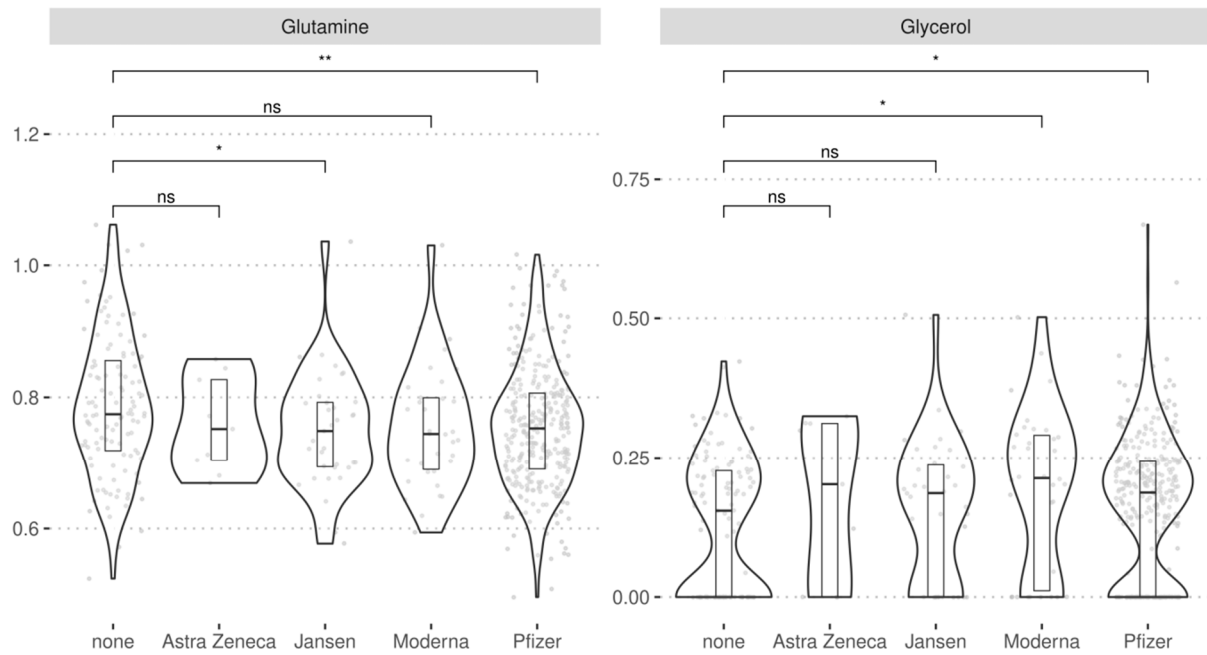 Glutamine
**
ns
*
ns
1.2
1.0
0.8
0.6
none Astra Zeneca Jansen Moderna Pfizer
Glycerol
*
*
ns
ns
0.75
0.50
0.25
0.00
none Astra Zeneca Jansen Moderna Pfizer